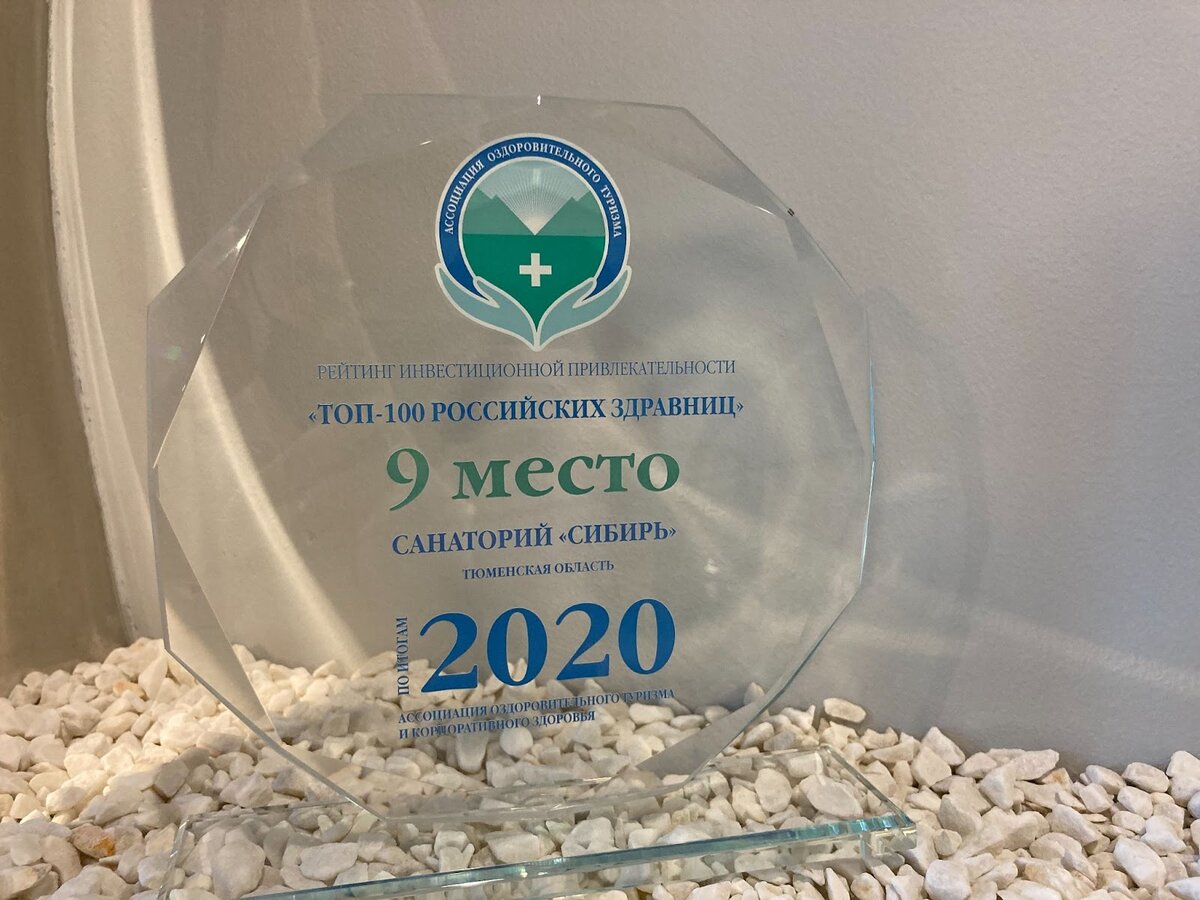 АССОЦИАЦИЯ ОЗДОРОВИТЕЛЬНОГО ТУРИЗМА
РЕЙТИНГ ИНВЕСТИЦИОННОЙ ПРИВЛЕКАТЕЛЬНОСТИ
«ТОП-100 РОССИЙСКИХ ЗДРАВНИЦ»
9 место
САНАТОРИЙ «СИБИРЬ»
ТЮМЕНСКАЯ ОБЛАСТЬ
ПО ИТОГАМ
2020
АССОЦИАЦИЯ ОЗДОРОВИТЕЛЬНОГО ТУРИЗМА
И КОРПОРАТИВНОГО ЗДОРОВЬЯ